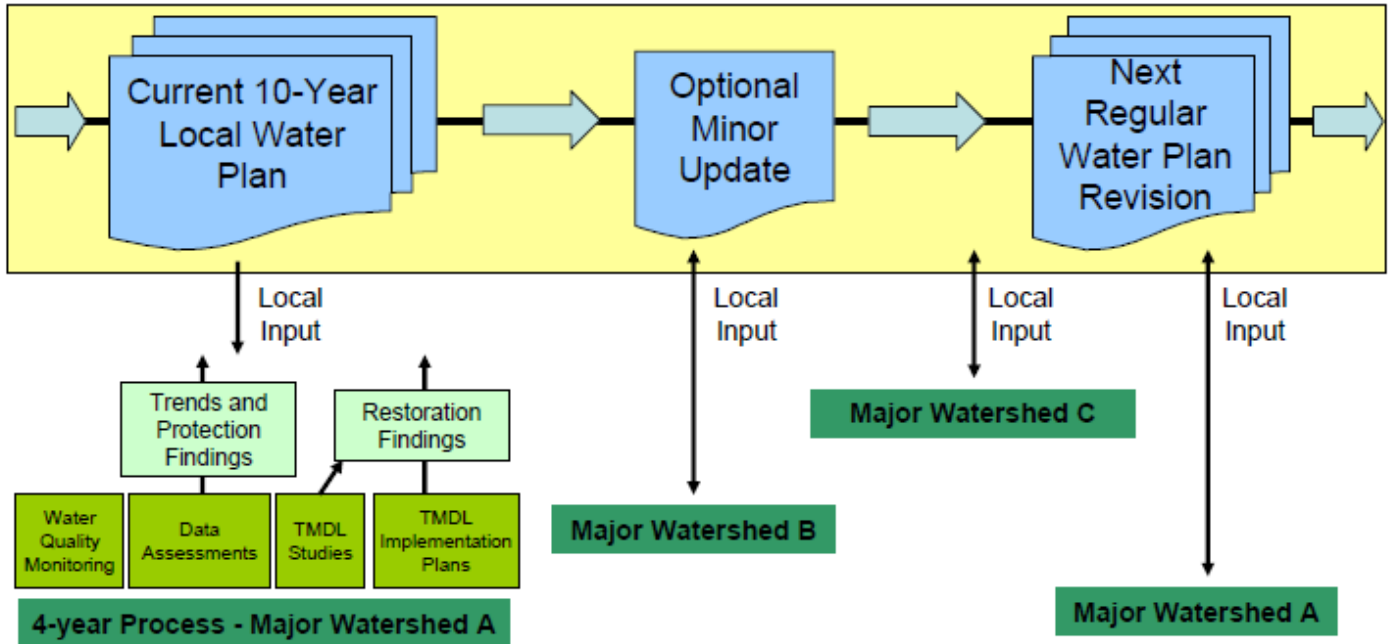 Current 10-Year
Local Water
Plan
Optional
Minor
Update
Next
Regular
Water Plan
Revision
Local
Input
Local
Input
Local
Input
Local
Input
Trends and
Protection
Findings
Restoration
Findings
Major Watershed C
Water
Quality
Monitoring
Data
Assessments
TMDL
Studies
TMDL
Implementation
Plans
Major Watershed B
4-year Process - Major Watershed A
Major Watershed A